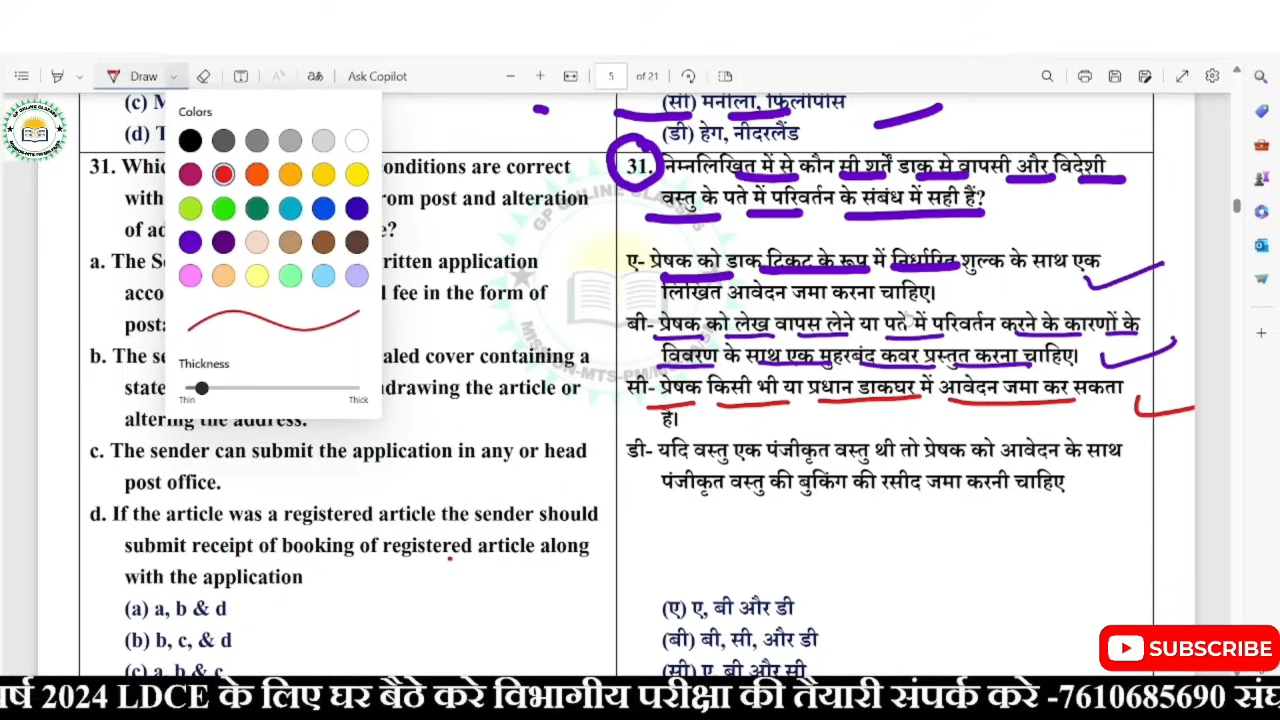 Draw
Ask Copilot
5
of 21
Colors
Thickness
Thin
Thick
(c) M
(d) T
31. Whic
onditions are correct
with
rom post and alteration
of ad
e?
a. The Se
ritten application
acco
l fee in the form of
posta
b. The se
aled cover containing a
state
drawing the article or
altering the address.
c. The sender can submit the application in any or head
post office.
d. If the article was a registered article the sender should
submit receipt of booking of registered article along
with the application
(a) a, b & d
(b) b, c, & d
(c) a, b & c
(सी) मनीला, फिलीपींस
(डी) हेग, नीदरलैंड
31. निम्नलिखित में से कौन सी शर्तें डाक से वापसी और विदेशी
वस्तु के पते में परिवर्तन के संबंध में सही हैं?
ए- प्रेषक को डाक टिकट के रूप में निर्धारित शुल्क के साथ एक
लिखित आवेदन जमा करना चाहिए।
बी- प्रेषक को लेख वापस लेने या पते में परिवर्तन करने के कारणों के
विवरण के साथ एक मुहरबंद कवर प्रस्तुत करना चाहिए।
सी- प्रेषक किसी भी या प्रधान डाकघर में आवेदन जमा कर सकता
है।
डी- यदि वस्तु एक पंजीकृत वस्तु थी तो प्रेषक को आवेदन के साथ
पंजीकृत वस्तु की बुकिंग की रसीद जमा करनी चाहिए
(ए) ए, बी और डी
(बी) बी, सी, और डी
(सी) ए, बी और सी
SUBSCRIBE
वर्ष 2024 LDCE के लिए घर बैठे करे विभागीय परीक्षा की तैयारी संपर्क करे -7610685690 संघ